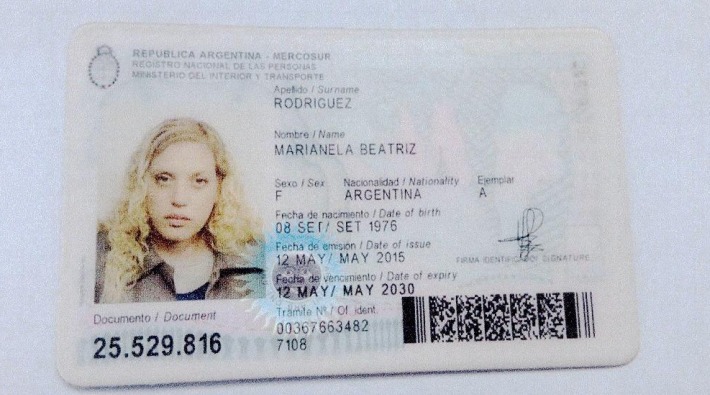 REPUBLICA ARGENTINA - MERCOSUR
REGISTRO NACIONAL DE LAS PERSONAS
MINISTERIO DEL INTERIOR Y TRANSPORTE
Apellido / Surname
RODRIGUEZ
Nombre / Name
MARIANELA BEATRIZ
Sexo / Sex Nacionalidad / Nationality Ejemplar
F ARGENTINA A
Fecha de nacimiento / Date of birth
08 SET/ SET 1976
Fecha de emisión / Date of issue
12 MAY/ MAY 2015
Fecha de vencimiento / Date of expiry
12 MAY/ MAY 2030
FIRMA IDENTIFICADO/ SIGNATURE
Documento / Document
25.529.816
Trámite Nº / Of. ident.
00367663482
7108